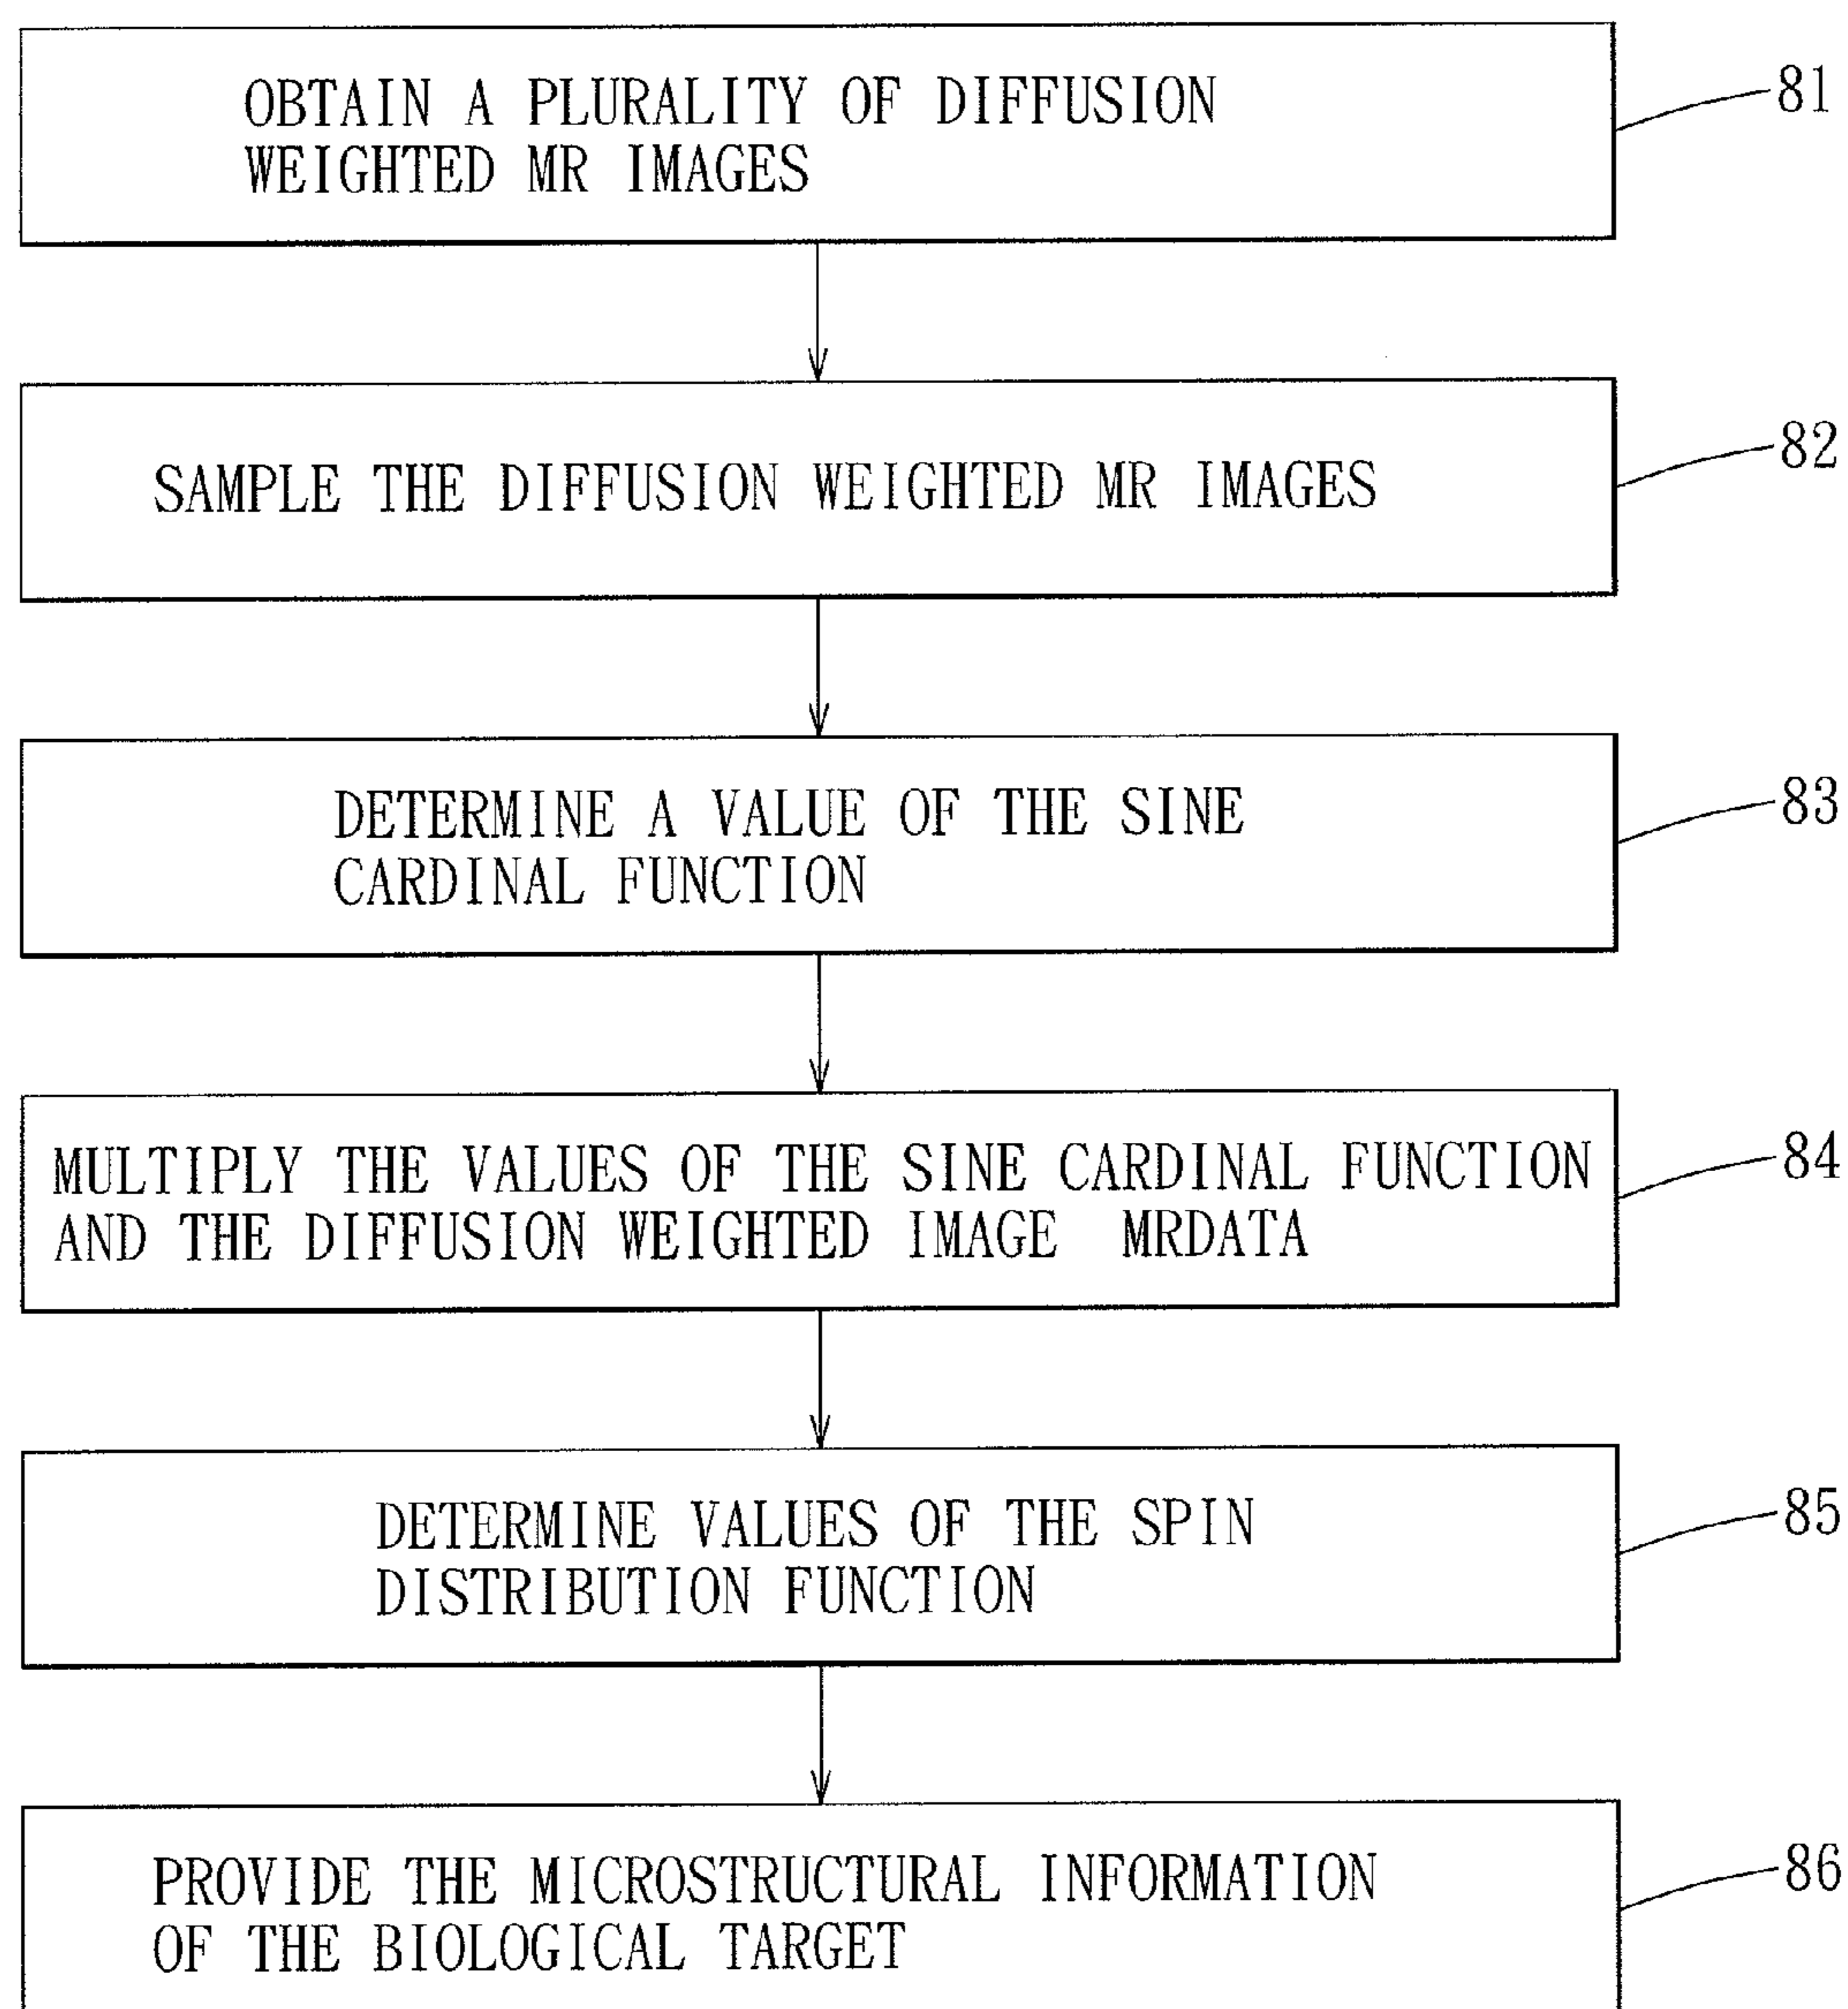 OBTAIN A PLURALITY OF DIFFUSION
WEIGHTED MR IMAGES
81
SAMPLE THE DIFFUSION WEIGHTED MR IMAGES
82
DETERMINE A VALUE OF THE SINE
CARDINAL FUNCTION
83
MULTIPLY THE VALUES OF THE SINE CARDINAL FUNCTION
AND THE DIFFUSION WEIGHTED IMAGE MRDATA
84
DETERMINE VALUES OF THE SPIN
DISTRIBUTION FUNCTION
85
PROVIDE THE MICROSTRUCTURAL INFORMATION
OF THE BIOLOGICAL TARGET
86